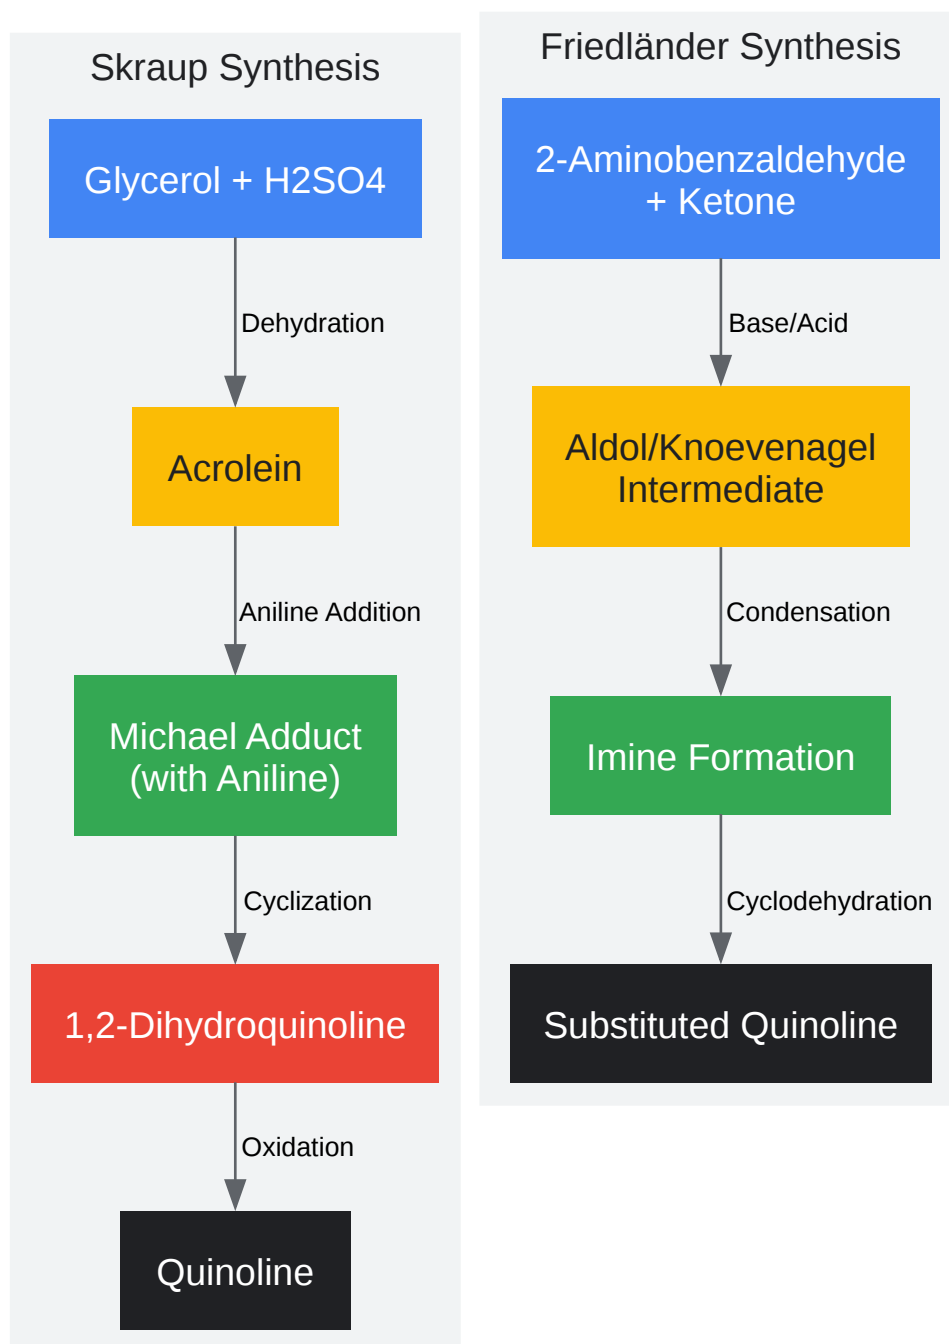 Skraup Synthesis
Glycerol + H2SO4
Dehydration
Acrolein
Aniline Addition
Michael Adduct
(with Aniline)
Cyclization
1,2-Dihydroquinoline
Oxidation
Quinoline
Friedländer Synthesis
2-Aminobenzaldehyde
+ Ketone
Base/Acid
Aldol/Knoevenagel
Intermediate
Condensation
Imine Formation
Cyclodehydration
Substituted Quinoline